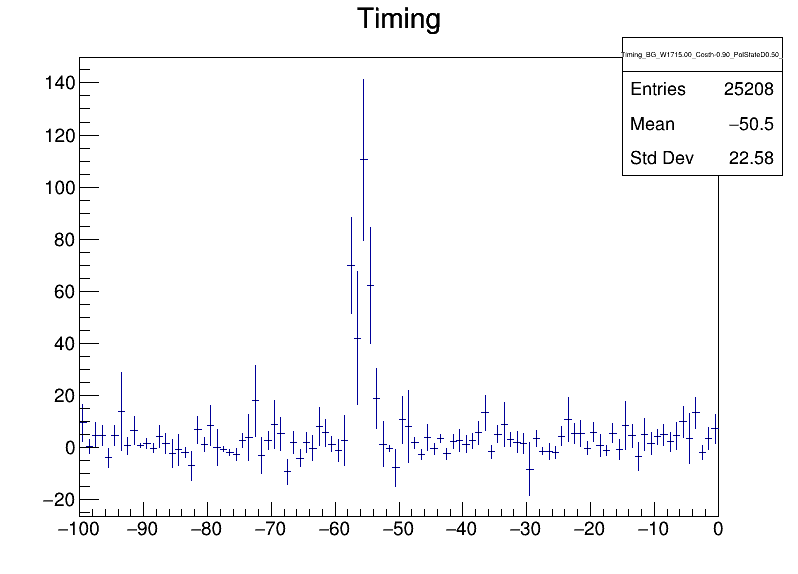 Timing
Timing_BG_W1715.00_Costh-0.90_PolStateD0.50_
Entries 25208
Mean −50.5
Std Dev 22.58
140
120
100
80
60
40
20
0
−20
−100 −90 −80 −70 −60 −50 −40 −30 −20 −10 0